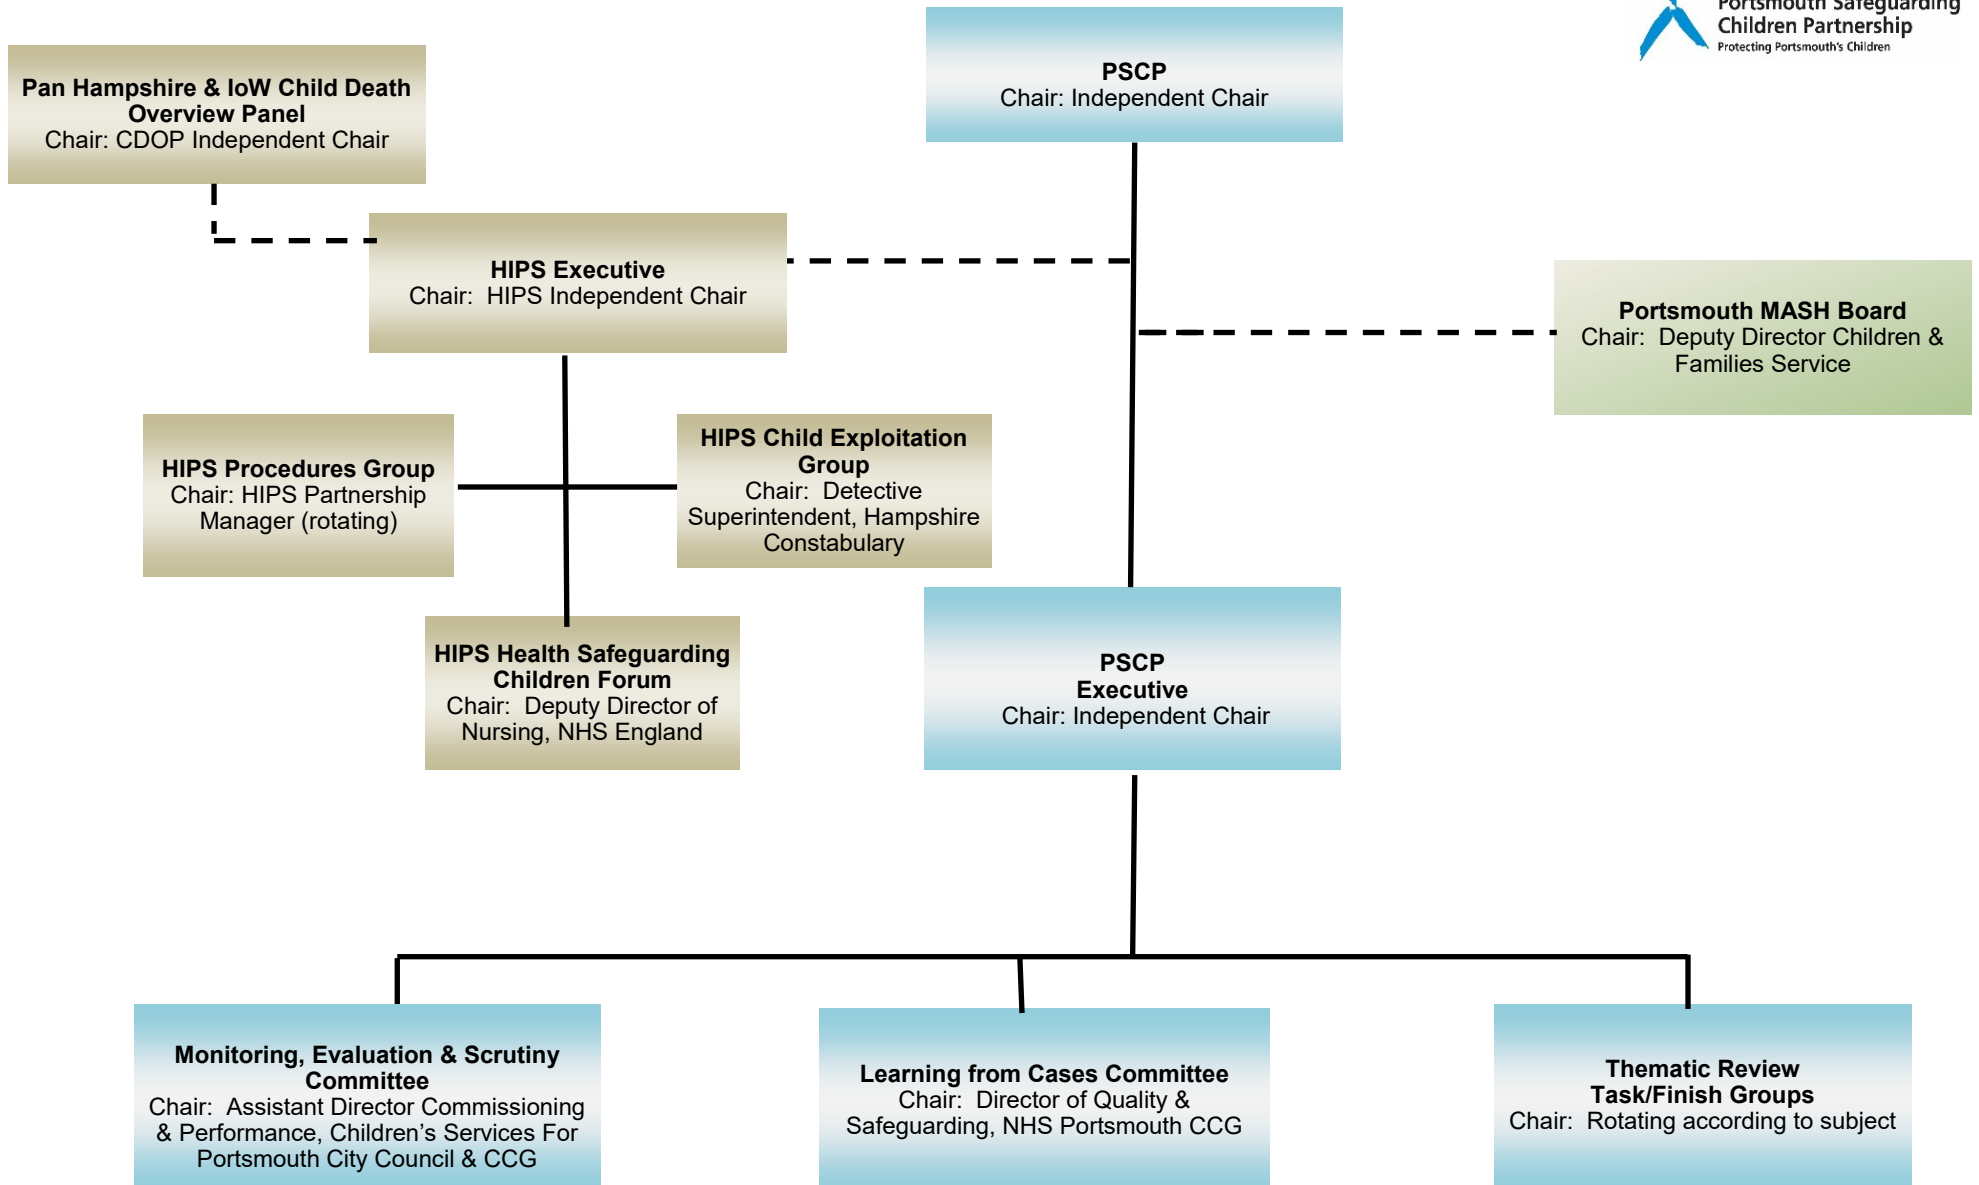 Portsmouth Safeguarding
Children Partnership
Protecting Portsmouth's Children
PSCP
Chair: Independent Chair
Pan Hampshire & IoW Child Death
Overview Panel
Chair: CDOP Independent Chair
HIPS Executive
Chair: HIPS Independent Chair
Portsmouth MASH Board
Chair: Deputy Director Children &
Families Service
HIPS Procedures Group
Chair: HIPS Partnership
Manager (rotating)
HIPS Child Exploitation
Group
Chair: Detective
Superintendent, Hampshire
Constabulary
HIPS Health Safeguarding
Children Forum
Chair: Deputy Director of
Nursing, NHS England
PSCP
Executive
Chair: Independent Chair
Monitoring, Evaluation & Scrutiny
Committee
Chair: Assistant Director Commissioning
& Performance, Children’s Services For
Portsmouth City Council & CCG
Learning from Cases Committee
Chair: Director of Quality &
Safeguarding, NHS Portsmouth CCG
Thematic Review
Task/Finish Groups
Chair: Rotating according to subject